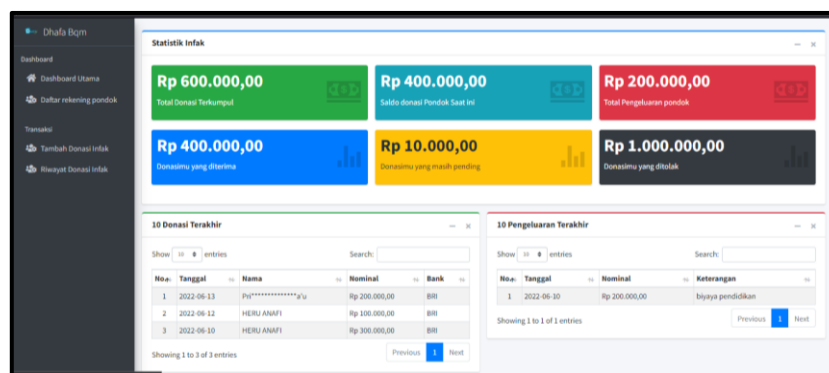 Dhafa Bqm
Dashboard
Dashboard Utama
Daftar rekening pondok
Transaksi
Tambah Donasi Infak
Riwayat Donasi Infak
Statistik Infak
Rp 600.000,00
Total Donasi Terkumpul
Rp 400.000,00
Saldo donasi Pondok Saat ini
Rp 200.000,00
Total Pengeluaran pondok
Rp 400.000,00
Donasimu yang diterima
Rp 10.000,00
Donasimu yang masih pending
Rp 1.000.000,00
Donasimu yang ditolak
10 Donasi Terakhir
Show 10 entries Search:
No. Tanggal Nama Nominal Bank
1 2022-06-13 Pri**************a'u Rp 200.000,00 BRI
2 2022-06-12 HERU ANAFI Rp 100.000,00 BRI
3 2022-06-10 HERU ANAFI Rp 300.000,00 BRI
Showing 1 to 3 of 3 entries
Previous 1 Next
10 Pengeluaran Terakhir
Show 10 entries Search:
No. Tanggal Nominal Keterangan
1 2022-06-10 Rp 200.000,00 biyaya pendidikan
Showing 1 to 1 of 1 entries
Previous 1 Next